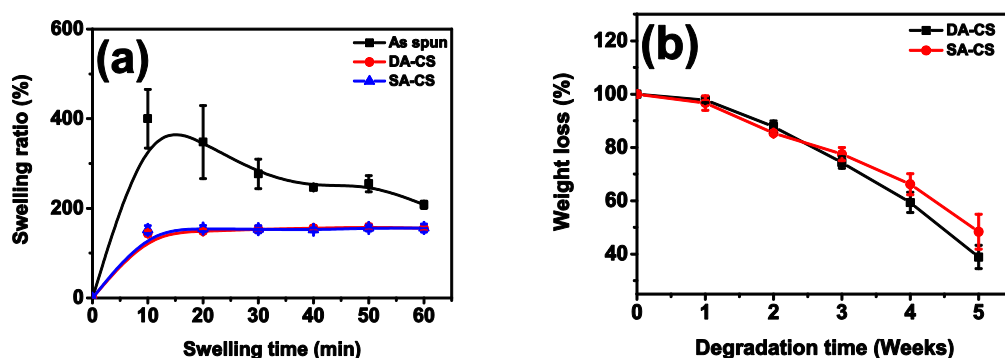 (a)
As spun
DA-CS
SA-CS
Swelling ratio (%)
600
400
200
0
0 10 20 30 40 50 60
Swelling time (min)
(b)
DA-CS
SA-CS
Weight loss (%)
120
100
80
60
40
0 1 2 3 4 5
Degradation time (Weeks)